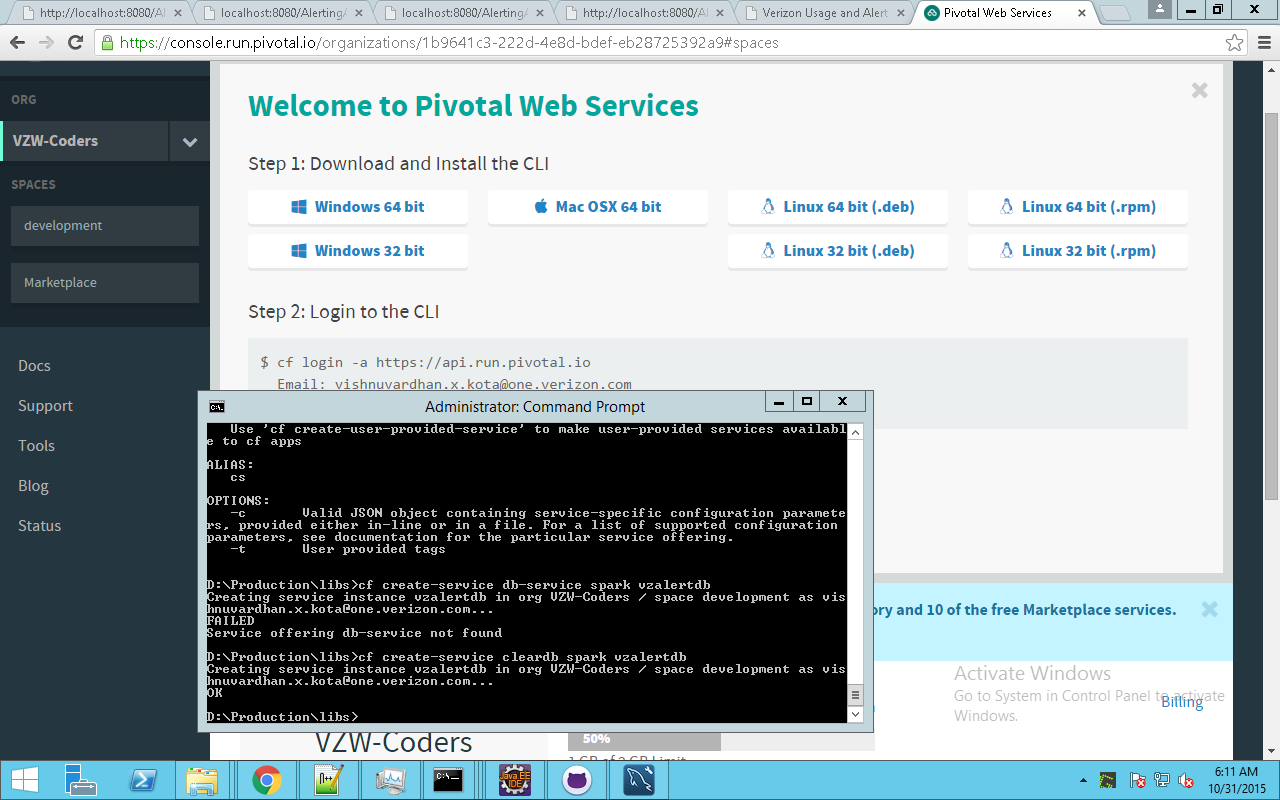 http://localhost:8080/Al
localhost:8080/Alerting
localhost:8080/Alerting
http://localhost:8080/Al
Verizon Usage and Alert
Pivotal Web Services
https://console.run.pivotal.io/organizations/1b9641c3-222d-4e8d-bdef-eb28725392a9#spaces
ORG
VZW-Coders
SPACES
development
Marketplace
Docs
Support
Tools
Blog
Status
Welcome to Pivotal Web Services
Step 1: Download and Install the CLI
Windows 64 bit
Mac OSX 64 bit
Linux 64 bit (.deb)
Linux 64 bit (.rpm)
Windows 32 bit
Linux 32 bit (.deb)
Linux 32 bit (.rpm)
Step 2: Login to the CLI
$ cf login -a https://api.run.pivotal.io
Email: vishnuvardhan.x.kota@one.verizon.com
Administrator: Command Prompt
Use 'cf create-user-provided-service' to make user-provided services availabl
e to cf apps
ALIAS:
cs
OPTIONS:
-c Valid JSON object containing service-specific configuration paramete
rs, provided either in-line or in a file. For a list of supported configuration
parameters, see documentation for the particular service offering.
-t User provided tags
D:\Production\libs>cf create-service db-service spark vzalertdb
Creating service instance vzalertdb in org VZW-Coders / space development as vis
hnuvardhan.x.kota@one.verizon.com...
FAILED
Service offering db-service not found
D:\Production\libs>cf create-service cleardb spark vzalertdb
Creating service instance vzalertdb in org VZW-Coders / space development as vis
hnuvardhan.x.kota@one.verizon.com...
OK
D:\Production\libs>
ory and 10 of the free Marketplace services.
Activate Windows
Go to System in Control Panel to activate
Windows.
Billing
VZW-Coders
50%
Java EE
IDE
6:11 AM
10/31/2015